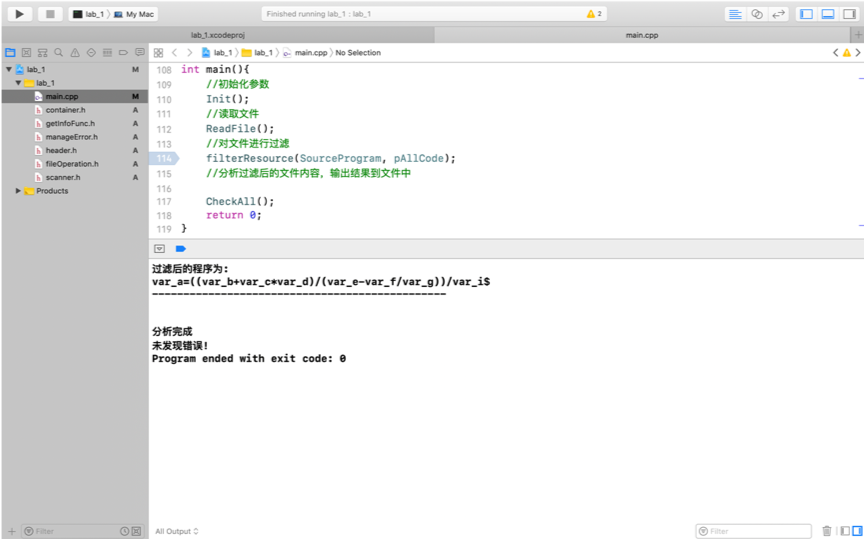 lab_1 〉 My Mac
Finished running lab_1 : lab_1
2
lab_1.xcodeproj
main.cpp
lab_1 M
lab_1
main.cpp M
container.h A
getInfoFunc.h A
manageError.h A
header.h A
fileOperation.h A
scanner.h A
Products
Filter
lab_1 〉 lab_1 〉 main.cpp 〉 No Selection
108 int main(){
109 //初始化参数
110 Init();
111 //读取文件
112 ReadFile();
113 //对文件进行过滤
114 filterResource(SourceProgram, pAllCode);
115 //分析过滤后的文件内容，输出结果到文件中
116
117 CheckAll();
118 return 0;
119 }
过滤后的程序为:
var_a=((var_b+var_c*var_d)/(var_e-var_f/var_g))/var_i$
-----------------------------------------------
分析完成
未发现错误!
Program ended with exit code: 0
All Output
Filter